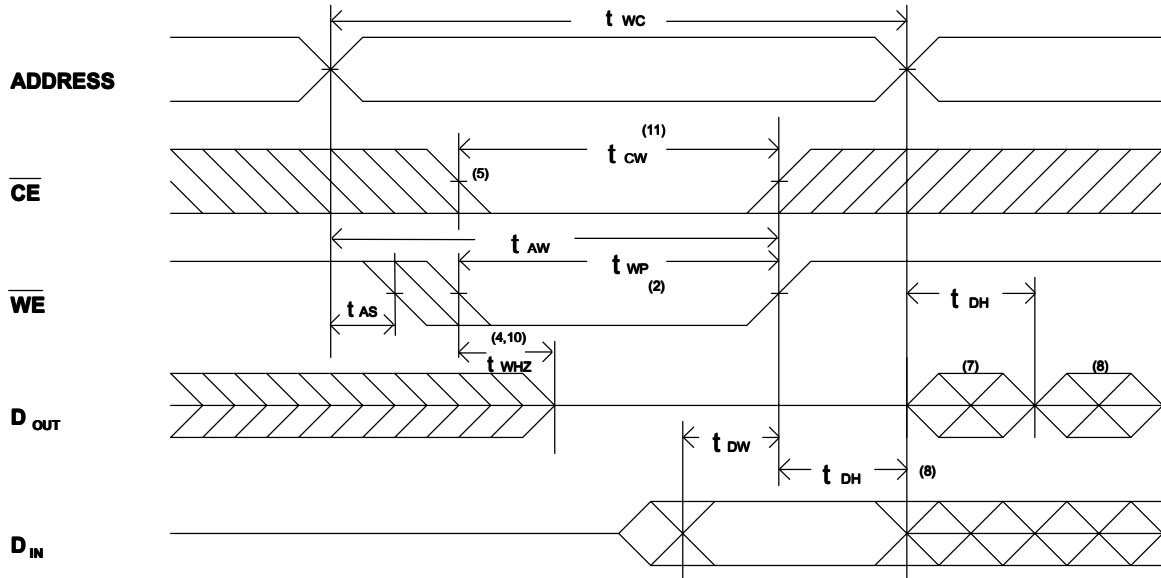 t WC
ADDRESS
(11)
t CW
CE
(5)
t AW
t WP
(2)
WE
t AS
t DH
(4,10)
t WHZ
(7)
(8)
D OUT
t DW
t DH
(8)
D IN